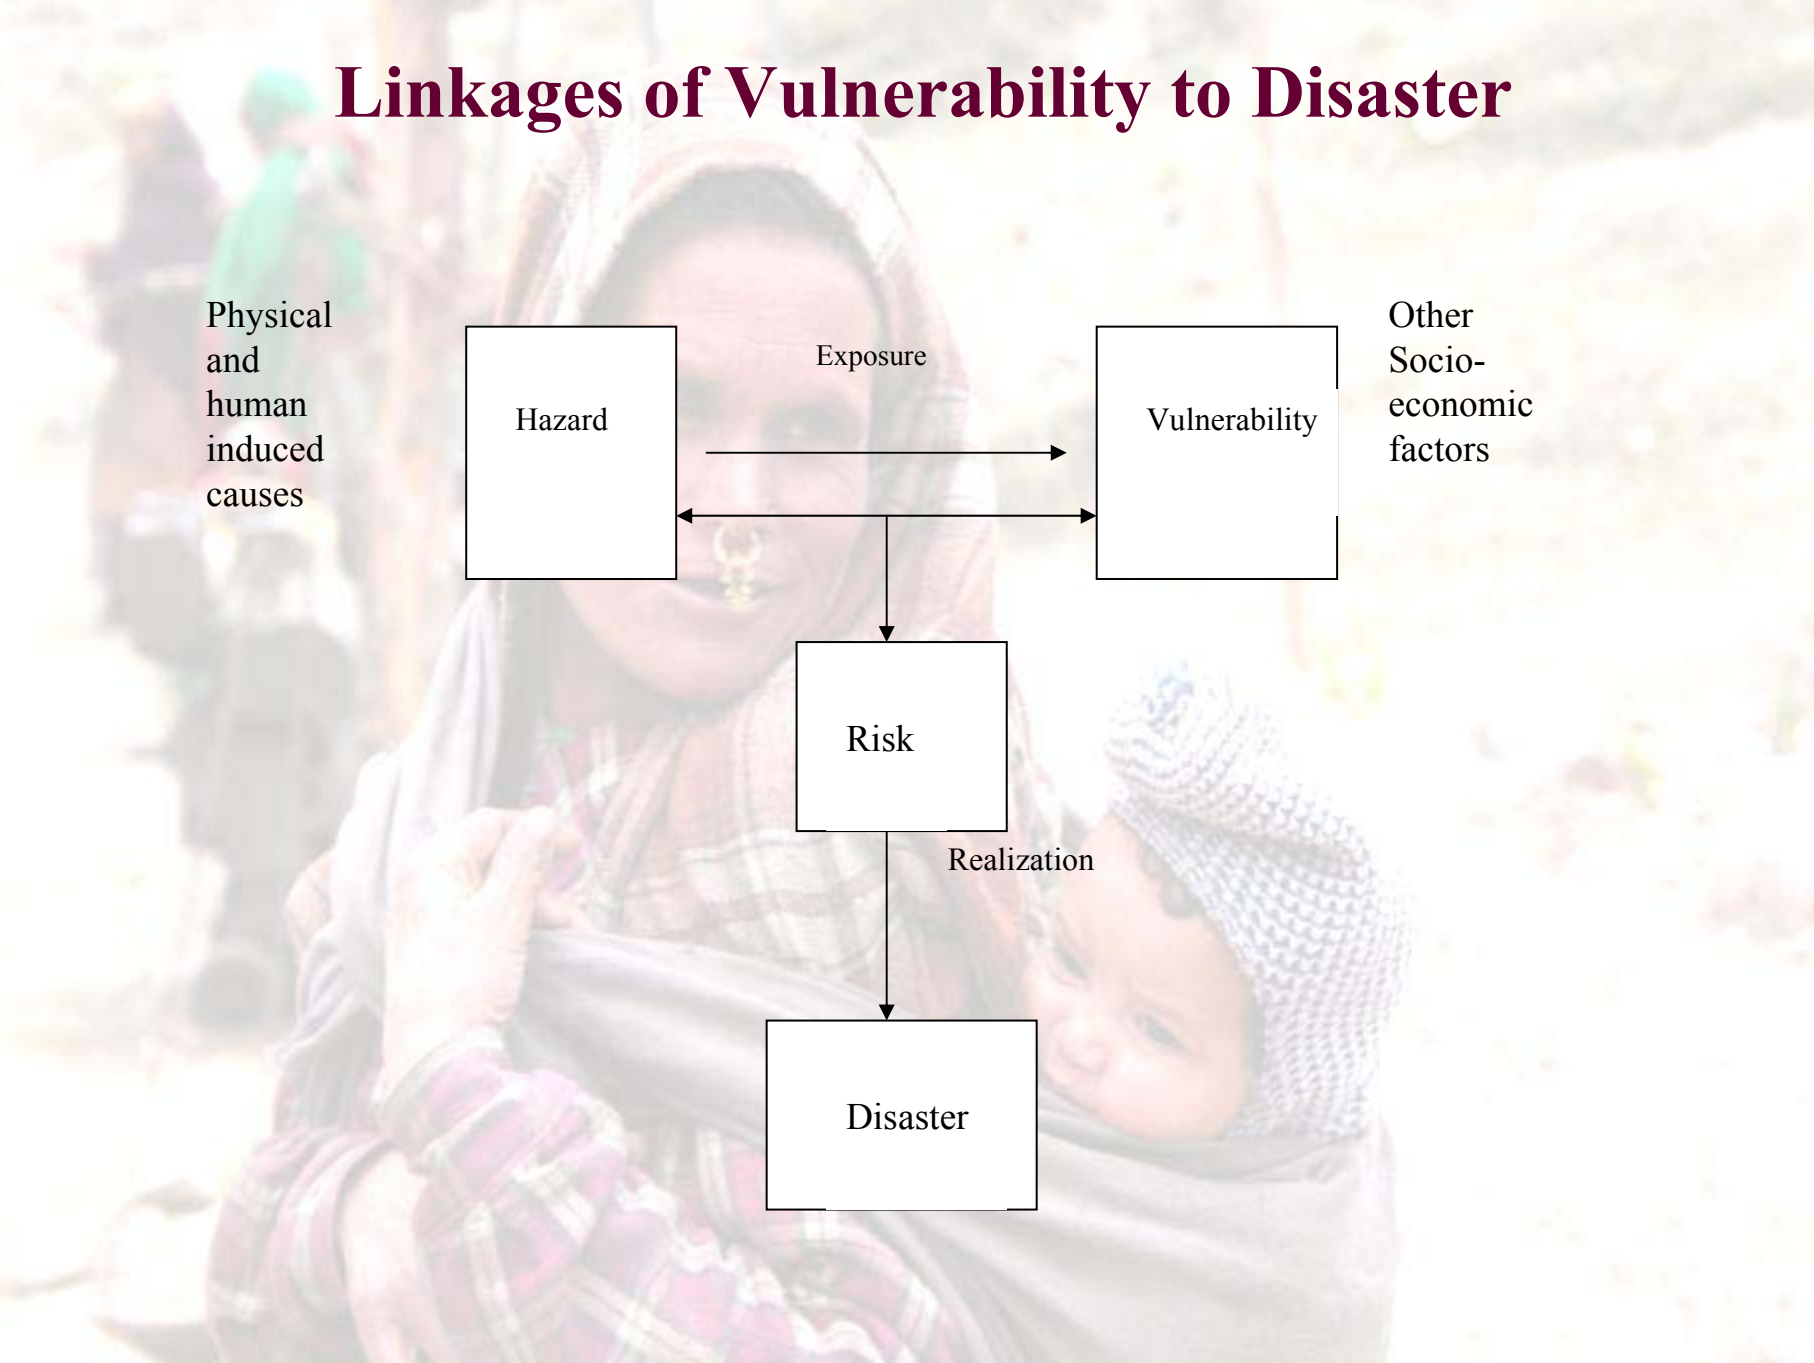 Linkages of Vulnerability to Disaster
Physical
and
human
induced
causes
Hazard
Exposure
Vulnerability
Other
Socio-
economic
factors
Risk
Realization
Disaster